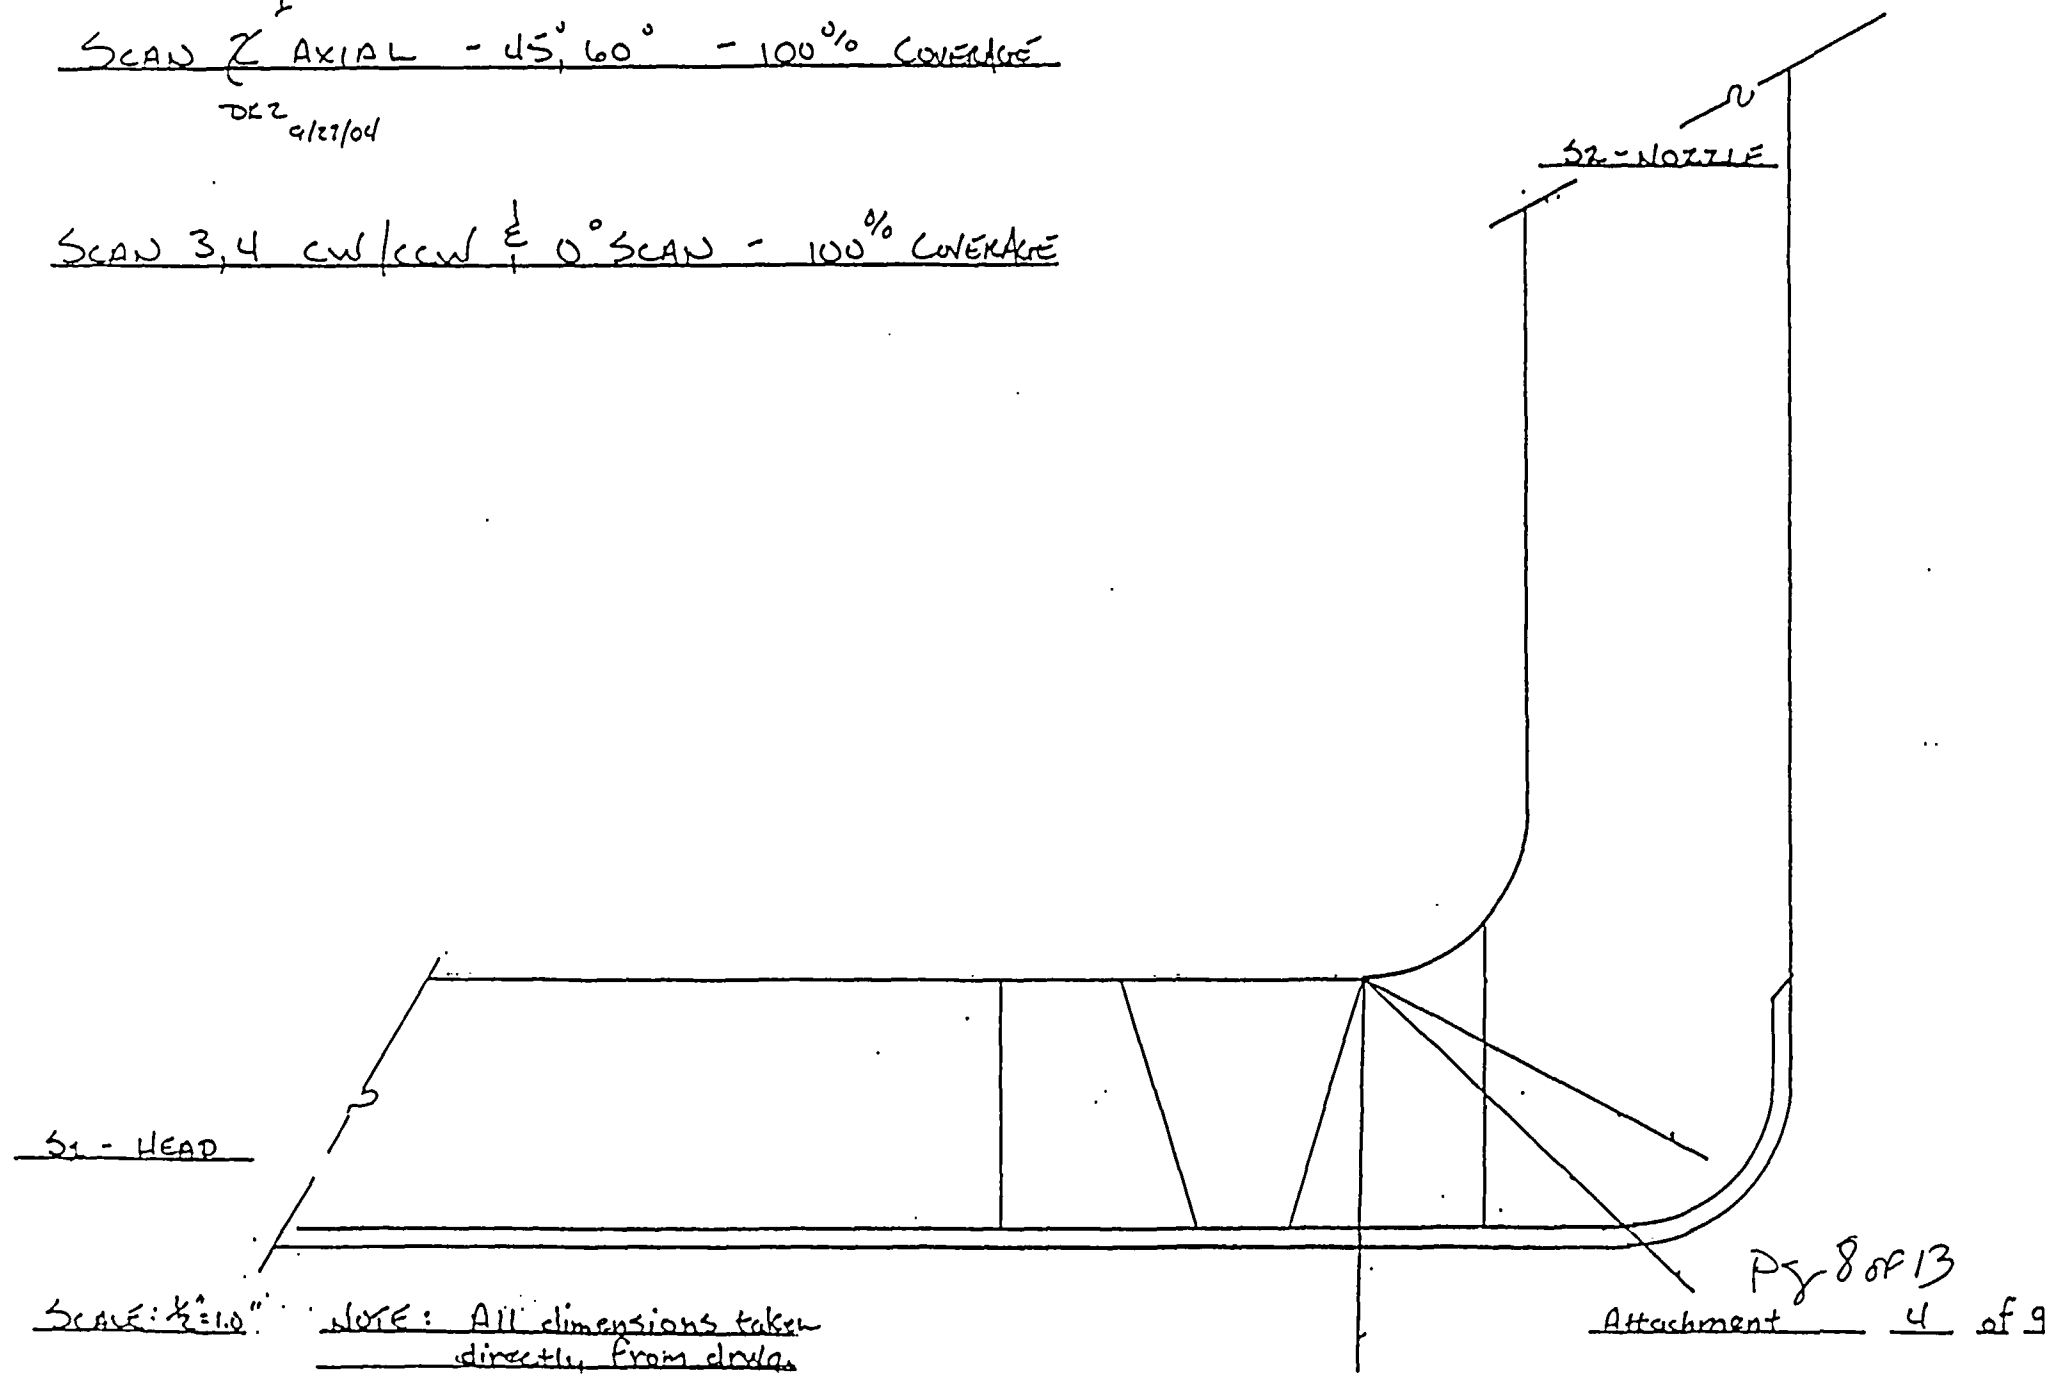 1
SCAN 2 AXIAL - 45°, 60° - 100% COVERAGE
9/27/04
S2 - NOZZLE
SCAN 3,4 CW/CCW & 0° SCAN - 100% COVERAGE
S1 - HEAD
Pg 8 of 13
SCALE: 1/2" = 1.0"
NOTE: All dimensions taken
directly from drwg.
Attachment 4 of 9